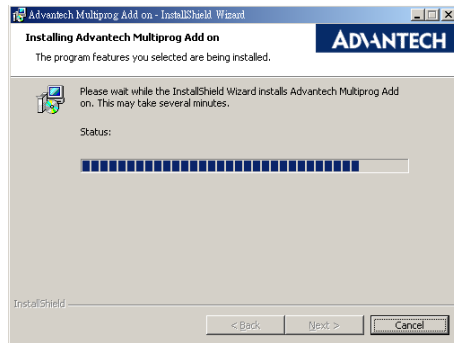 Advantech Multiprog Add on - InstallShield Wizard
Installing Advantech Multiprog Add on
The program features you selected are being installed.
ADVANTECH
Please wait while the InstallShield Wizard installs Advantech Multiprog Add
on. This may take several minutes.
Status:
InstallShield
< Back
Next >
Cancel